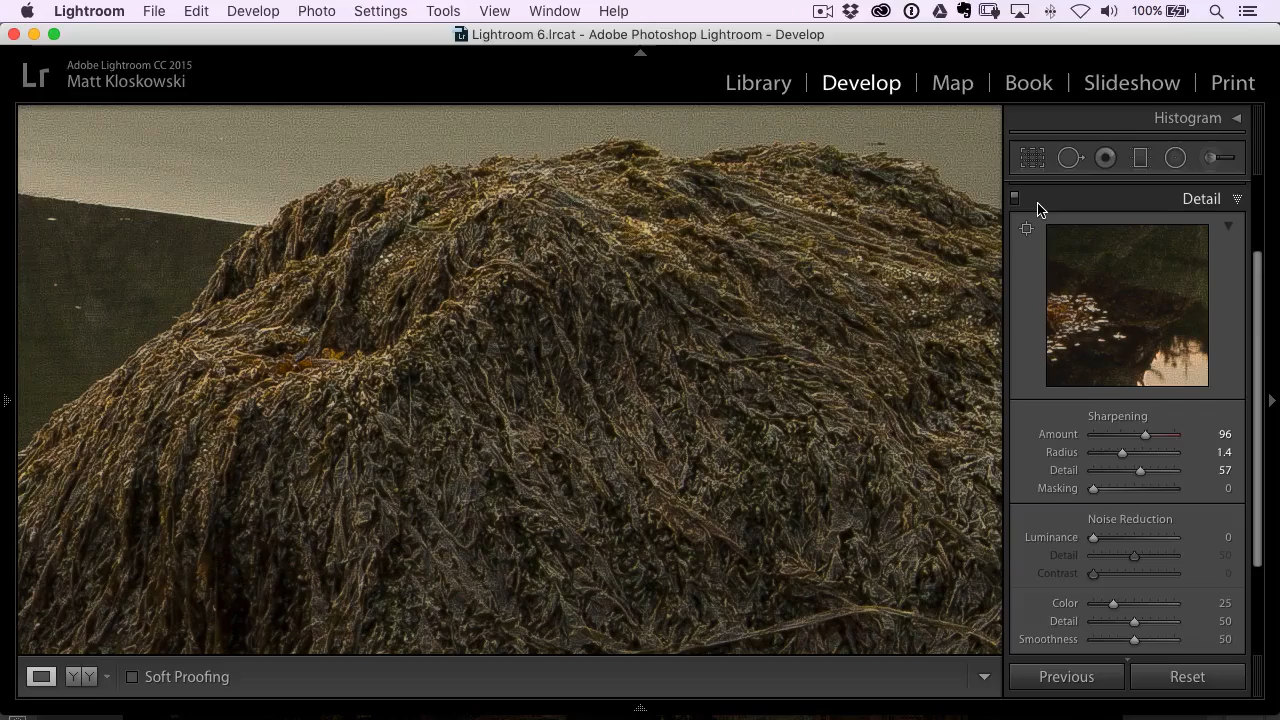 Lightroom File Edit Develop Photo Settings Tools View Window Help 100%
Lightroom 6.lrcat - Adobe Photoshop Lightroom - Develop
Lr Adobe Lightroom CC 2015
Matt Kloskowski
Library Develop Map Book Slideshow Print
Histogram
Detail
Sharpening
Amount 96
Radius 1.4
Detail 57
Masking 0
Noise Reduction
Luminance 0
Detail 50
Contrast 0
Color 25
Detail 50
Smoothness 50
Y Y Soft Proofing
Previous Reset